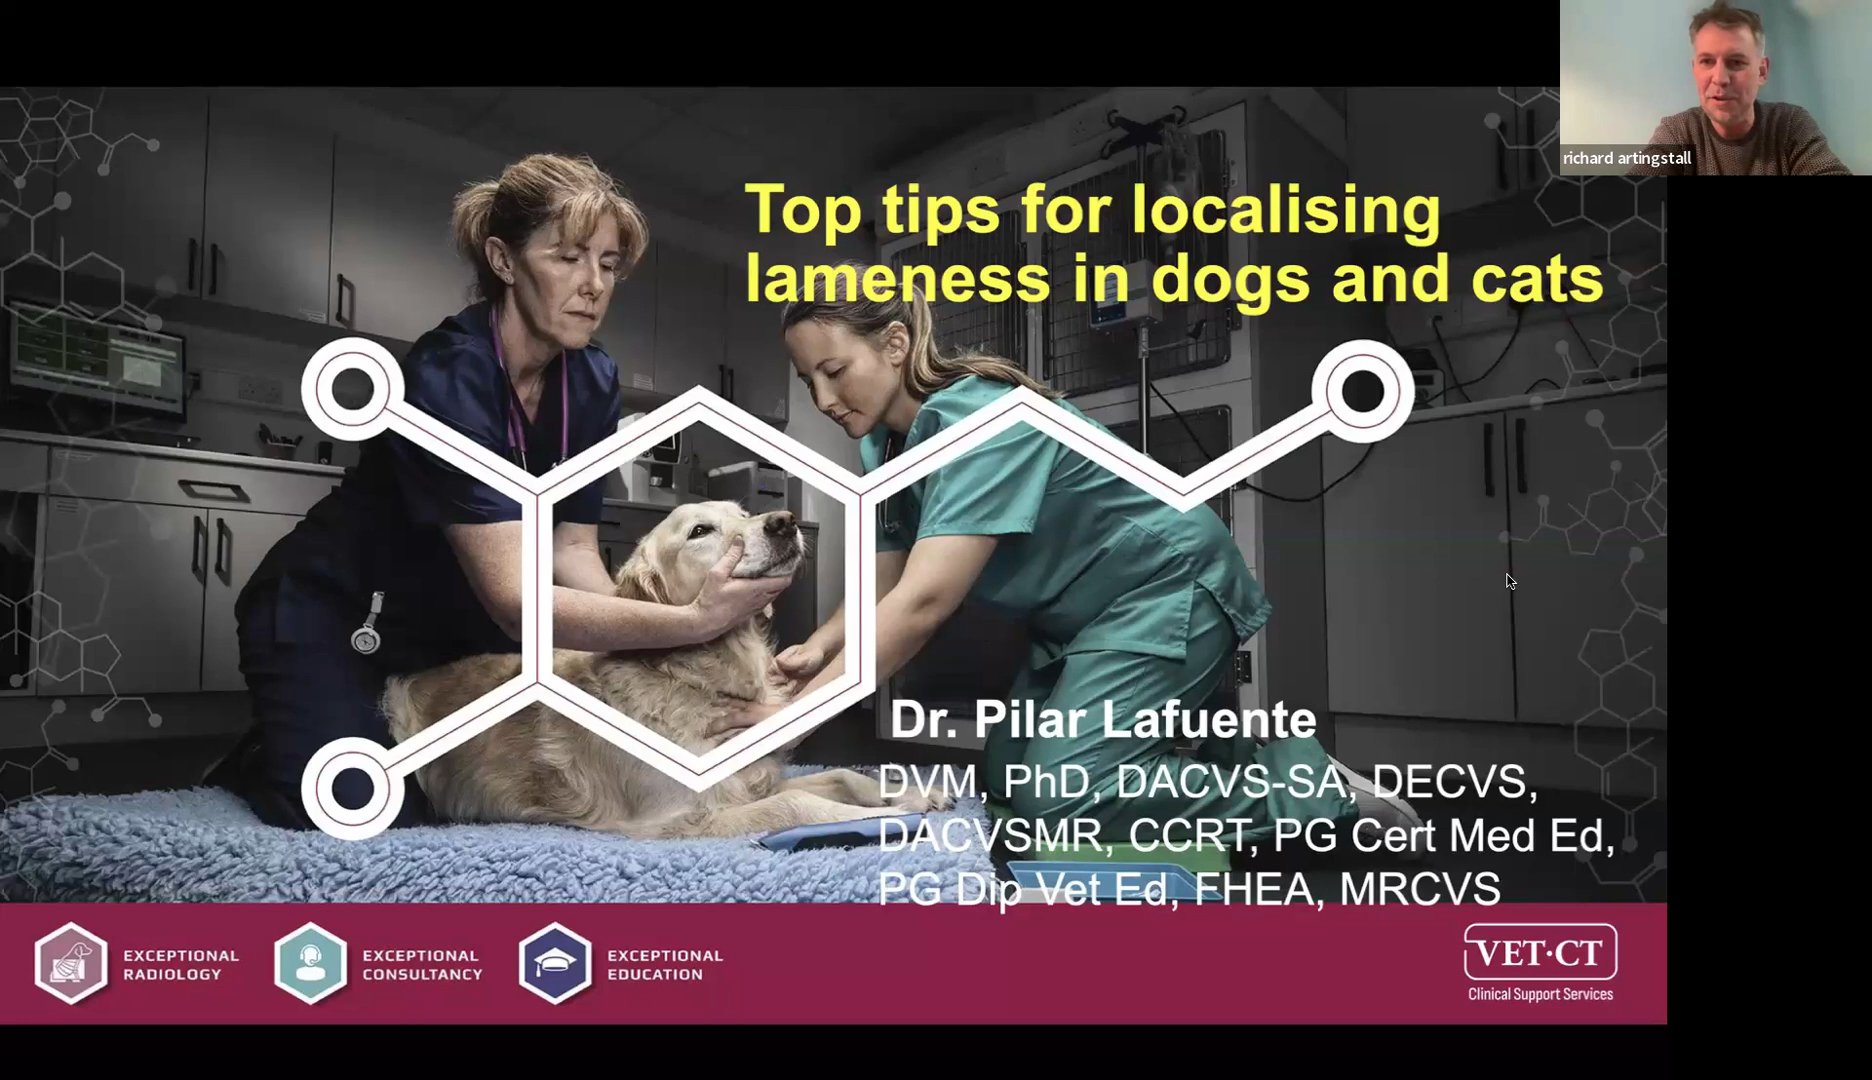 richard artingstall
Top tips for localising
lameness in dogs and cats
Dr. Pilar Lafuente
DVM, PhD, DACVS-SA, DECVS,
DACVSMR, CCRT, PG Cert Med Ed,
PG Dip Vet Ed, FHEA, MRCVS
EXCEPTIONAL
RADIOLOGY
EXCEPTIONAL
CONSULTANCY
EXCEPTIONAL
EDUCATION
VET·CT
Clinical Support Services